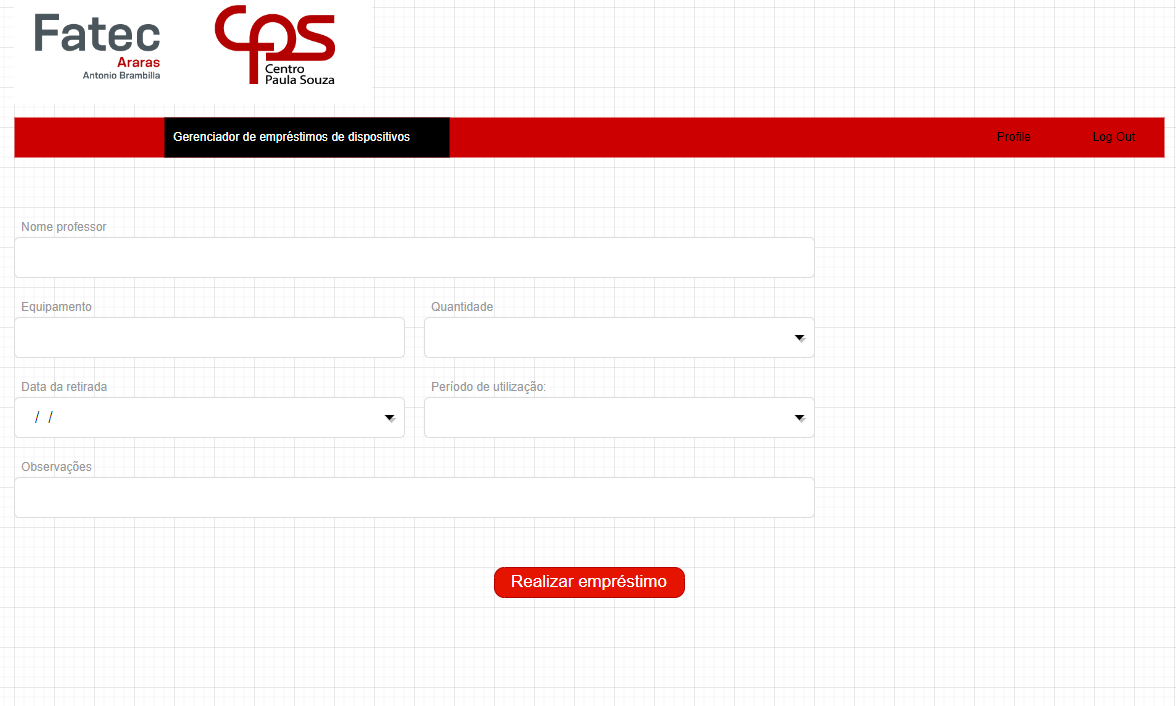 Fatec
Araras
Antonio Brambilla
cps
Centro
Paula Souza
Gerenciador de empréstimos de dispositivos
Profile
Log Out
Nome professor
Equipamento
Quantidade
Data da retirada
Período de utilização:
/ /
Observações
Realizar empréstimo